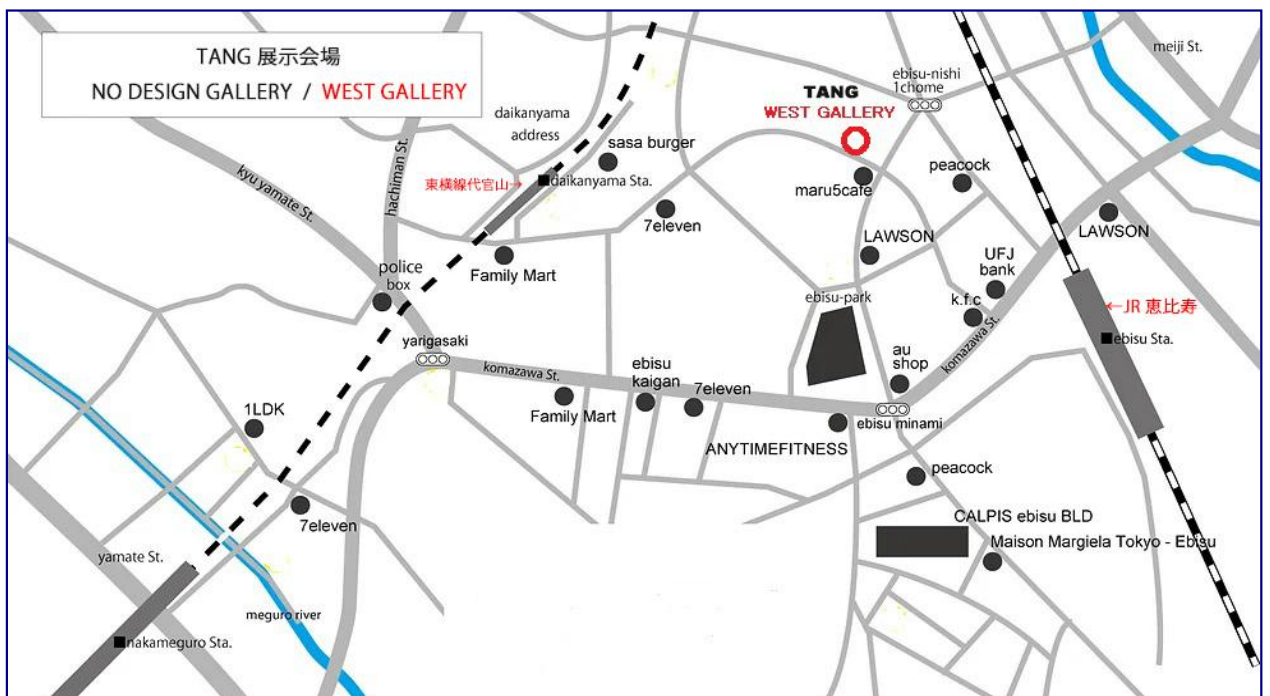 TANG 展示会場
NO DESIGN GALLERY / WEST GALLERY
meiji St.
ebisu-nishi
1chome
TANG
WEST GALLERY
daikanyama
address
sasa burger
hachiman St.
kyu yamate St.
東横線代官山→
daikanyama Sta.
peacock
maru5cafe
7eleven
LAWSON
LAWSON
Family Mart
police
box
UFJ
bank
ebisu-park
k.f.c
←JR 恵比寿
ebisu Sta.
yarigasaki
komazawa St.
komazawa St.
au
shop
ebisu
kaigan
7eleven
Family Mart
1LDK
ebisu minami
ANYTIMEFITNESS
peacock
7eleven
CALPIS ebisu BLD
Maison Margiela Tokyo - Ebisu
yamate St.
meguro river
nakameguro Sta.